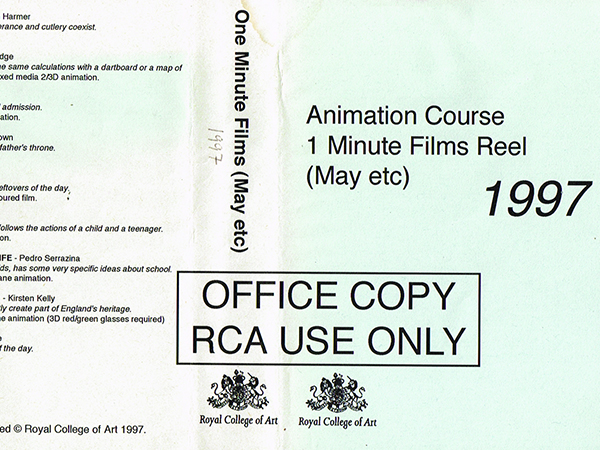 Harmer
erance and cutlery coexist.
dge
e same calculations with a dartboard or a map of
xed media 2/3D animation.
admission.
ation.
own
father's throne.
eftovers of the day.
oured film.
follows the actions of a child and a teenager.
on.
IFE - Pedro Serrazina
ds, has some very specific ideas about school.
ane animation.
- Kirsten Kelly
tly create part of England's heritage.
ne animation (3D red/green glasses required)
e
f the day.
ed © Royal College of Art 1997.
One Minute Films (May etc)
1997
Animation Course
1 Minute Films Reel
(May etc)
1997
OFFICE COPY
RCA USE ONLY
Royal College of Art
Royal College of Art